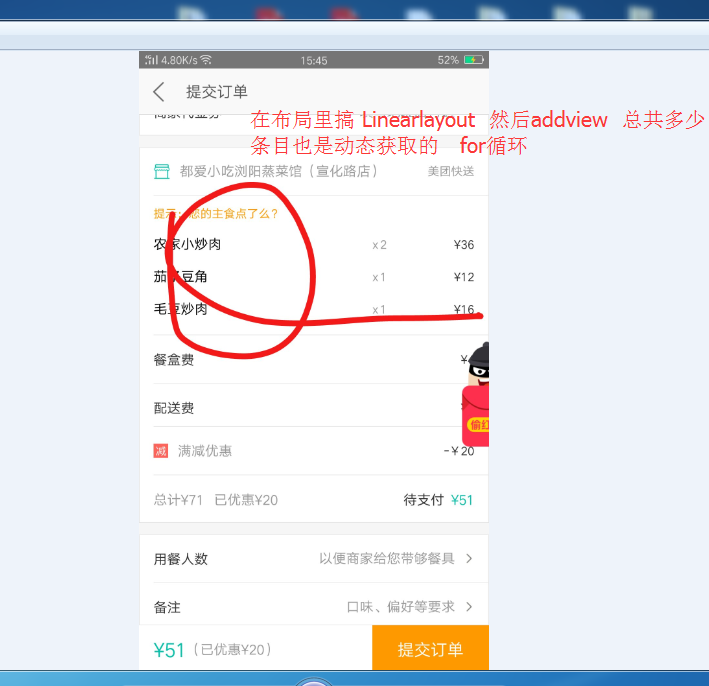 4.80K/s 15:45 52%
提交订单
在布局里搞 Linearlayout 然后addview 总共多少
条目也是动态获取的 for循环
都爱小吃浏阳蒸菜馆（宣化路店） 美团快送
提示：您的主食点了么？
农家小炒肉 x2 ¥36
茄子豆角 x1 ¥12
毛豆炒肉 x1 ¥16
餐盒费 ¥
配送费
减 满减优惠 -¥20
偷红
总计¥71 已优惠¥20 待支付 ¥51
用餐人数 以便商家给您带够餐具
备注 口味、偏好等要求
¥51（已优惠¥20） 提交订单